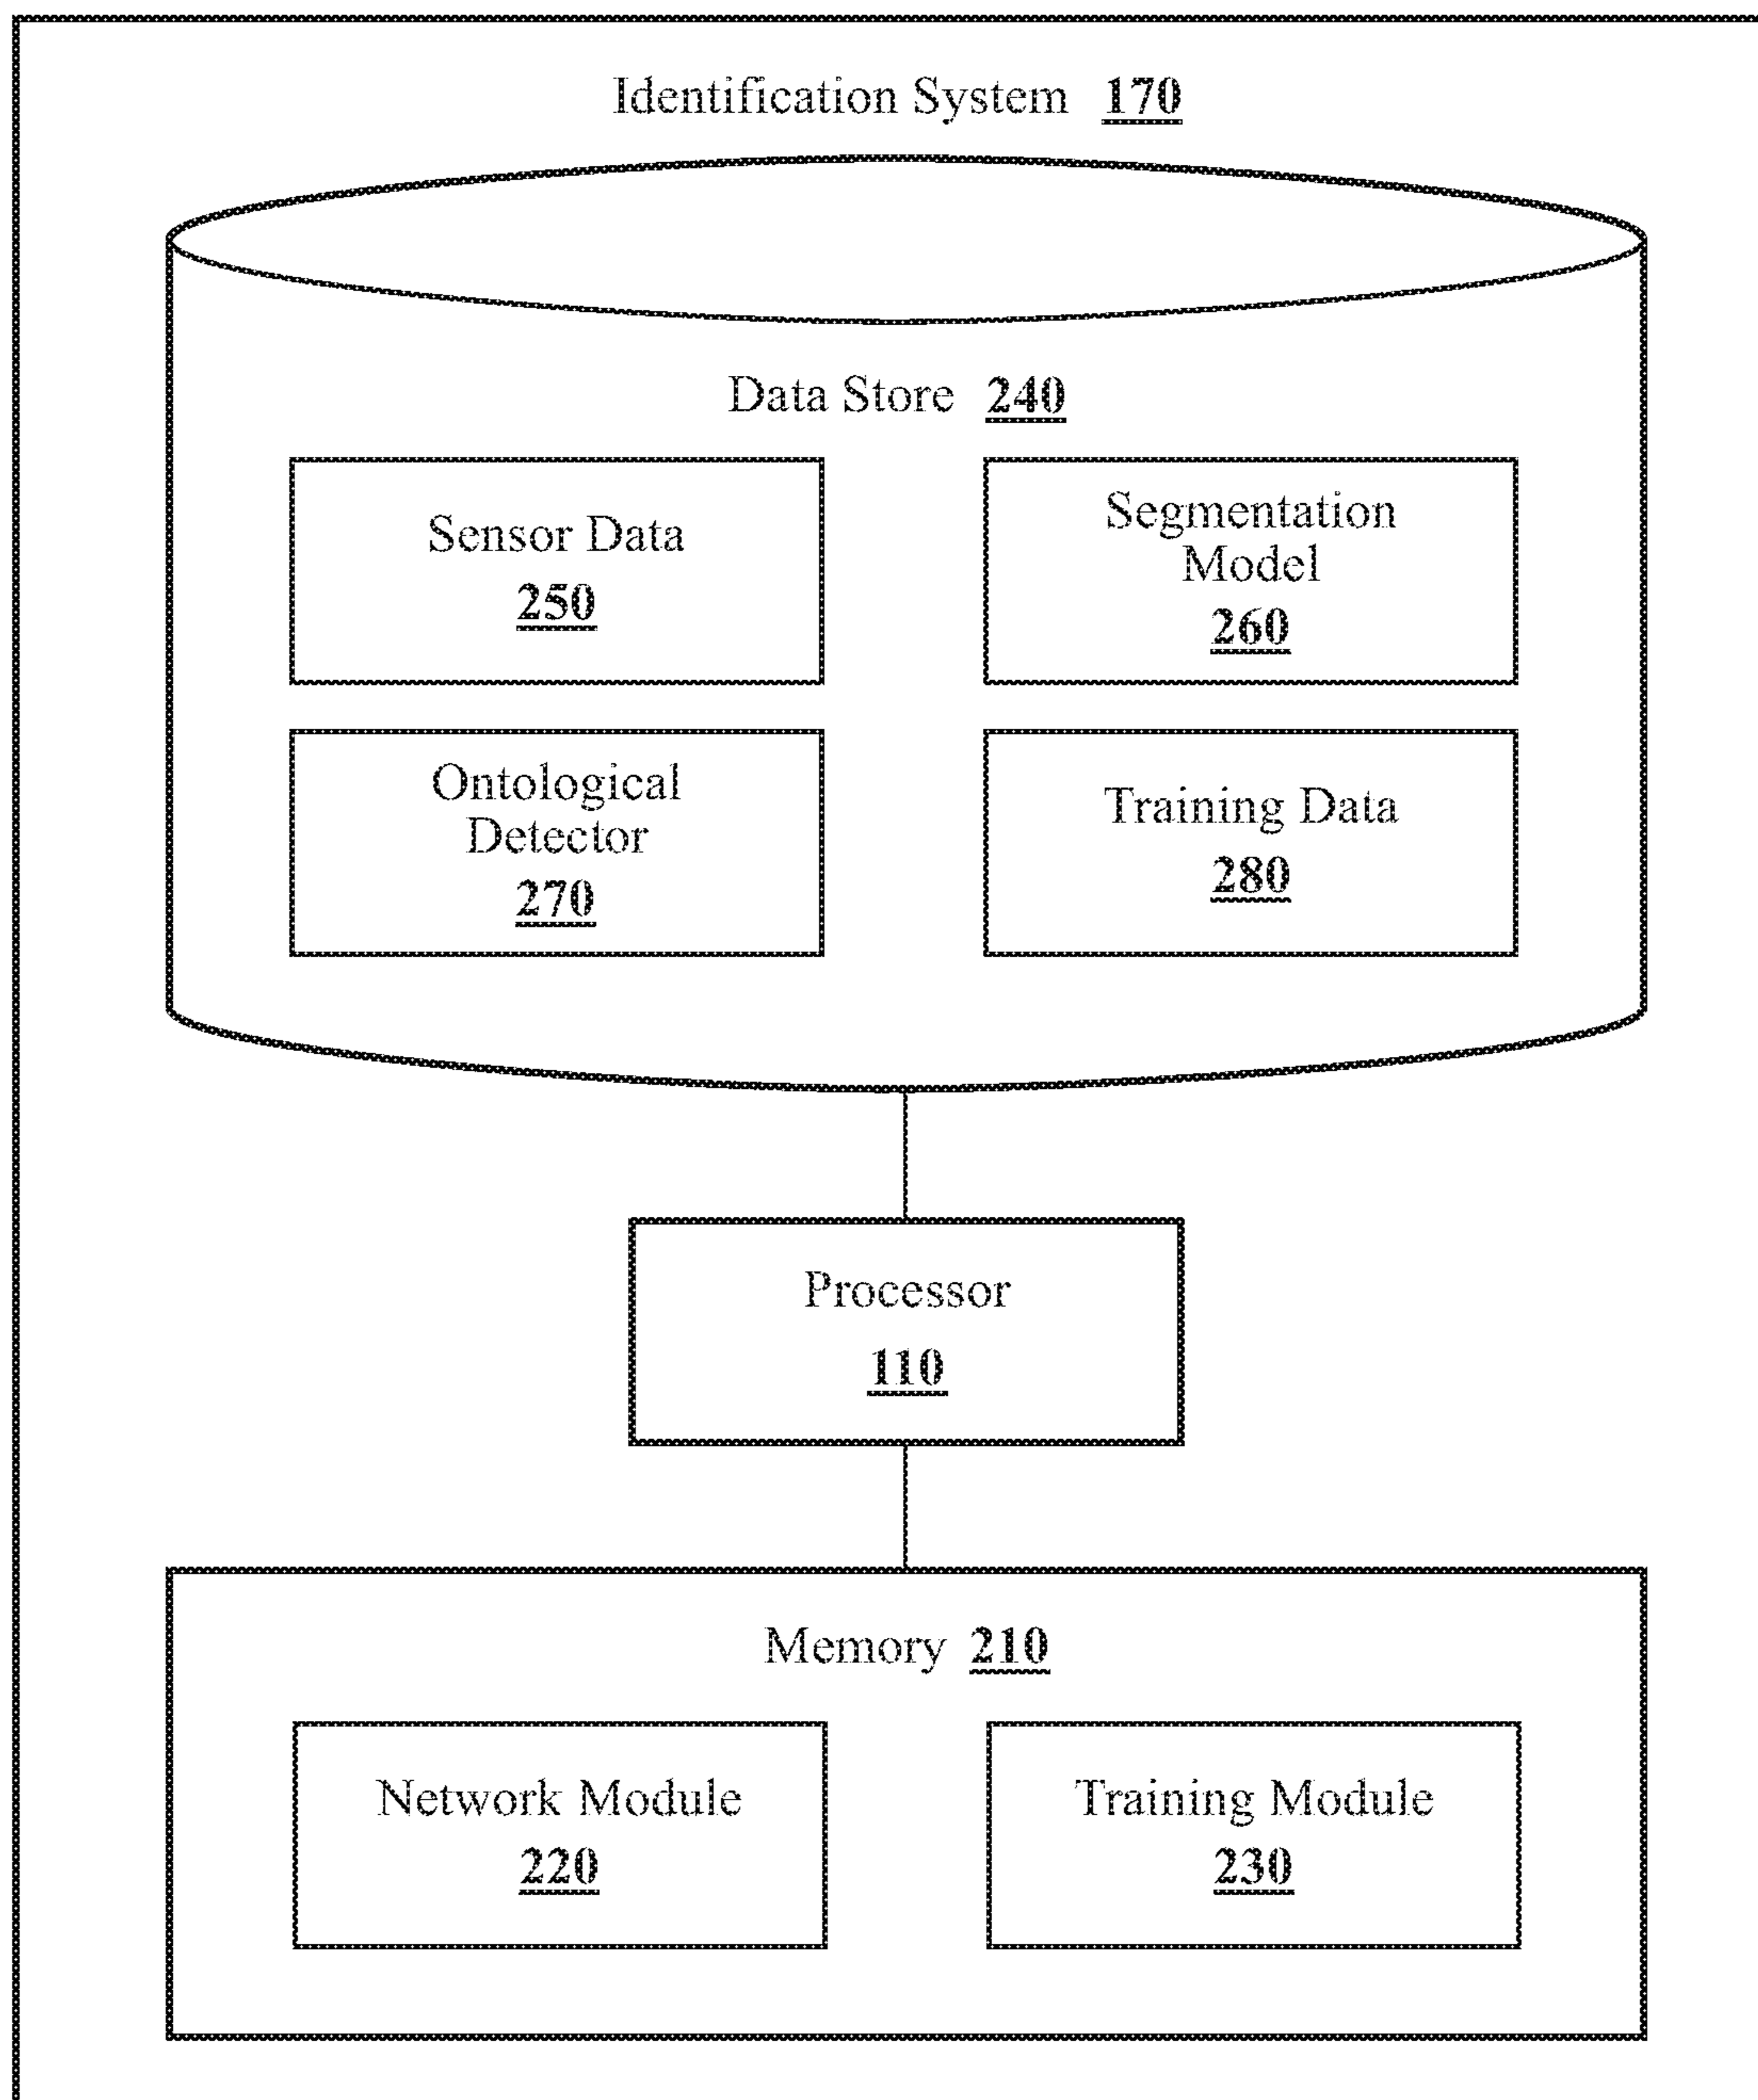 Identification System 170
Data Store 240
Sensor Data
250
Segmentation
Model
260
Ontological
Detector
270
Training Data
280
Processor
110
Memory 210
Network Module
220
Training Module
230